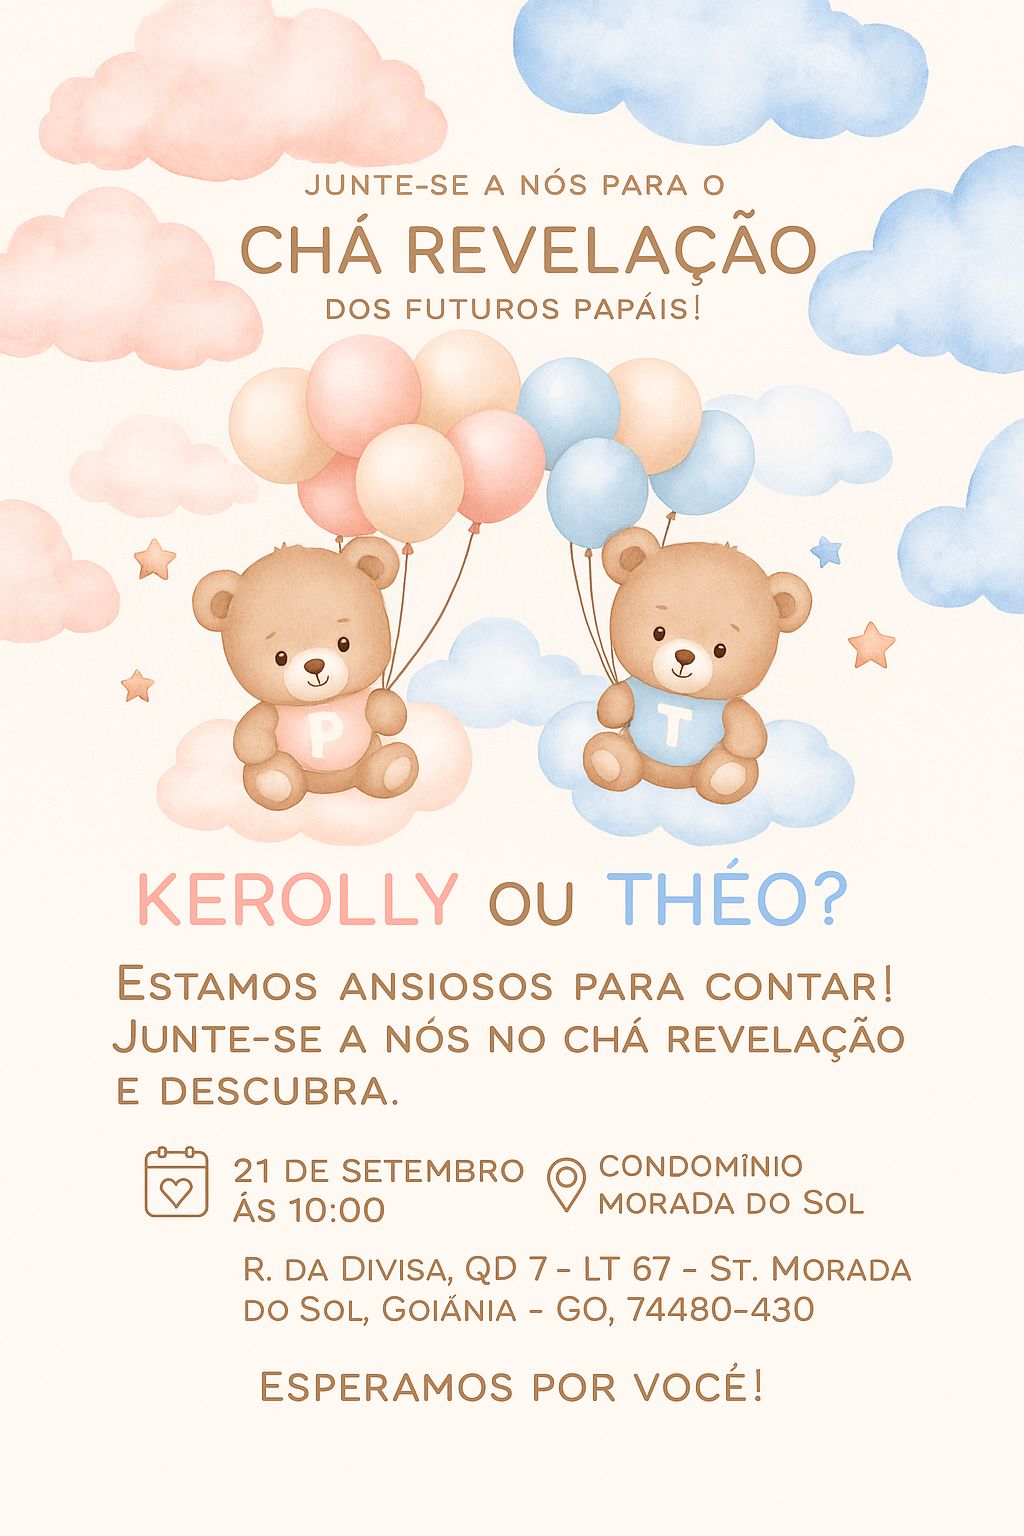 JUNTE-SE A NÓS PARA O
CHÁ REVELAÇÃO
DOS FUTUROS PAPÁIS!
P
T
KEROLLY OU THÉO?
ESTAMOS ANSIOSOS PARA CONTAR!
JUNTE-SE A NÓS NO CHÁ REVELAÇÃO
E DESCUBRA.
21 DE SETEMBRO
ÁS 10:00
CONDOMÍNIO
MORADA DO SOL
R. DA DIVISA, QD 7 - LT 67 - ST. MORADA
DO SOL, GOIÁNIA - GO, 74480-430
ESPERAMOS POR VOCÉ!